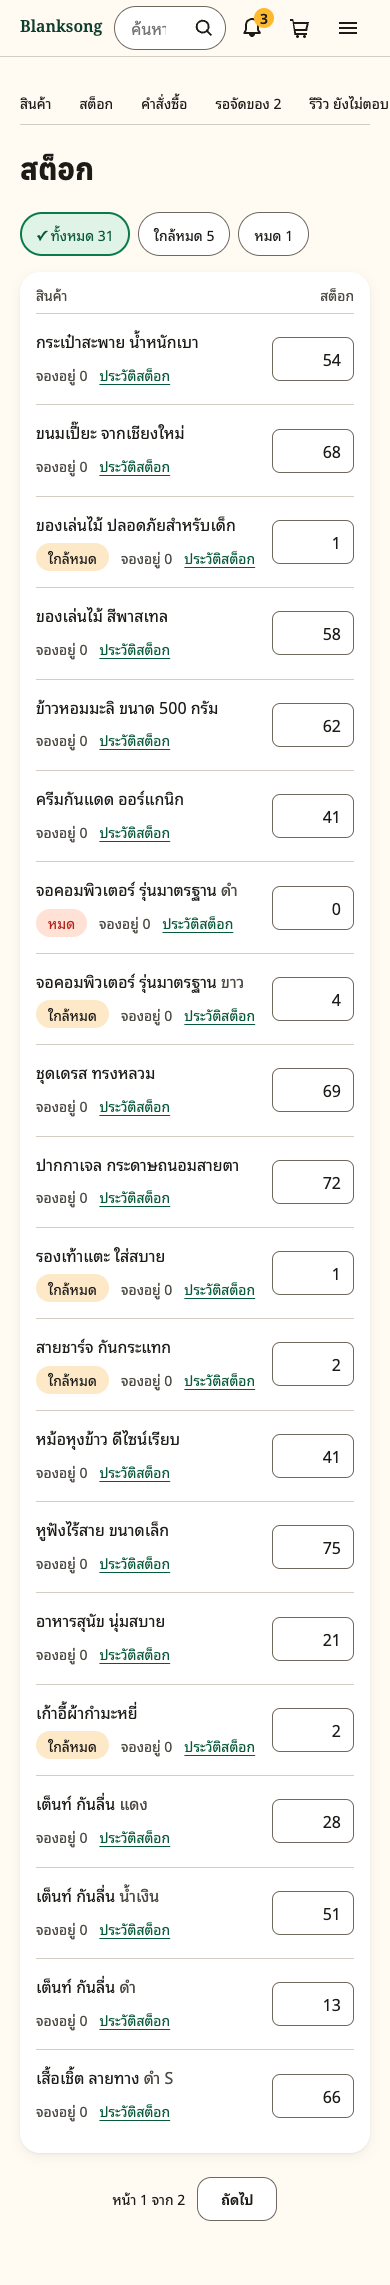 Blanksong
ค้นหา
3
สินค้า สต็อก คำสั่งซื้อ รอจัดของ 2 รีวิว ยังไม่ตอบ
สต็อก
✓ ทั้งหมด 31 ใกล้หมด 5 หมด 1
สินค้า สต็อก
กระเป๋าสะพาย น้ำหนักเบา
54
จองอยู่ 0 ประวัติสต็อก
ขนมเปี๊ยะ จากเชียงใหม่
68
จองอยู่ 0 ประวัติสต็อก
ของเล่นไม้ ปลอดภัยสำหรับเด็ก
1
ใกล้หมด จองอยู่ 0 ประวัติสต็อก
ของเล่นไม้ สีพาสเทล
58
จองอยู่ 0 ประวัติสต็อก
ข้าวหอมมะลิ ขนาด 500 กรัม
62
จองอยู่ 0 ประวัติสต็อก
ครีมกันแดด ออร์แกนิก
41
จองอยู่ 0 ประวัติสต็อก
จอคอมพิวเตอร์ รุ่นมาตรฐาน ดำ
0
หมด จองอยู่ 0 ประวัติสต็อก
จอคอมพิวเตอร์ รุ่นมาตรฐาน ขาว
4
ใกล้หมด จองอยู่ 0 ประวัติสต็อก
ชุดเดรส ทรงหลวม
69
จองอยู่ 0 ประวัติสต็อก
ปากกาเจล กระดาษถนอมสายตา
72
จองอยู่ 0 ประวัติสต็อก
รองเท้าแตะ ใส่สบาย
1
ใกล้หมด จองอยู่ 0 ประวัติสต็อก
สายชาร์จ กันกระแทก
2
ใกล้หมด จองอยู่ 0 ประวัติสต็อก
หม้อหุงข้าว ดีไซน์เรียบ
41
จองอยู่ 0 ประวัติสต็อก
หูฟังไร้สาย ขนาดเล็ก
75
จองอยู่ 0 ประวัติสต็อก
อาหารสุนัข นุ่มสบาย
21
จองอยู่ 0 ประวัติสต็อก
เก้าอี้ผ้ากำมะหยี่
2
ใกล้หมด จองอยู่ 0 ประวัติสต็อก
เต็นท์ กันลื่น แดง
28
จองอยู่ 0 ประวัติสต็อก
เต็นท์ กันลื่น น้ำเงิน
51
จองอยู่ 0 ประวัติสต็อก
เต็นท์ กันลื่น ดำ
13
จองอยู่ 0 ประวัติสต็อก
เสื้อเชิ้ต ลายทาง ดำ S
66
จองอยู่ 0 ประวัติสต็อก
หน้า 1 จาก 2 ถัดไป